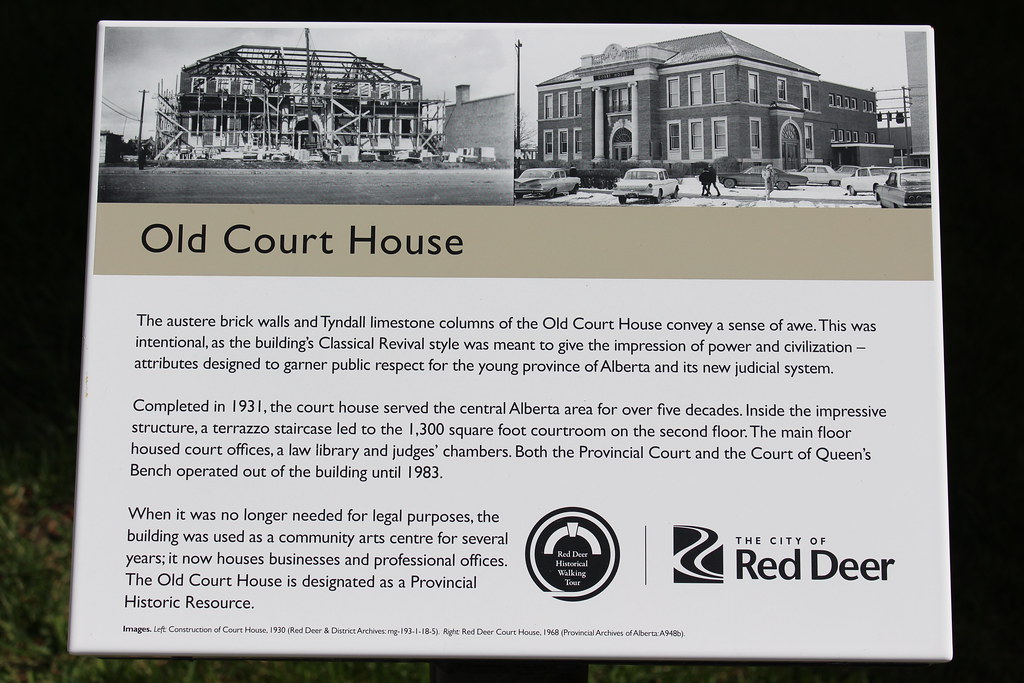 COURT HOUSE
Old Court House
The austere brick walls and Tyndall limestone columns of the Old Court House convey a sense of awe. This was
intentional, as the building's Classical Revival style was meant to give the impression of power and civilization –
attributes designed to garner public respect for the young province of Alberta and its new judicial system.
Completed in 1931, the court house served the central Alberta area for over five decades. Inside the impressive
structure, a terrazzo staircase led to the 1,300 square foot courtroom on the second floor. The main floor
housed court offices, a law library and judges' chambers. Both the Provincial Court and the Court of Queen's
Bench operated out of the building until 1983.
When it was no longer needed for legal purposes, the
building was used as a community arts centre for several
years; it now houses businesses and professional offices.
The Old Court House is designated as a Provincial
Historic Resource.
Red Deer
Historical
Walking
Tour
THE CITY OF
Red Deer
Images. Left: Construction of Court House, 1930 (Red Deer & District Archives: mg-193-1-18-5). Right: Red Deer Court House, 1968 (Provincial Archives of Alberta: A948b).